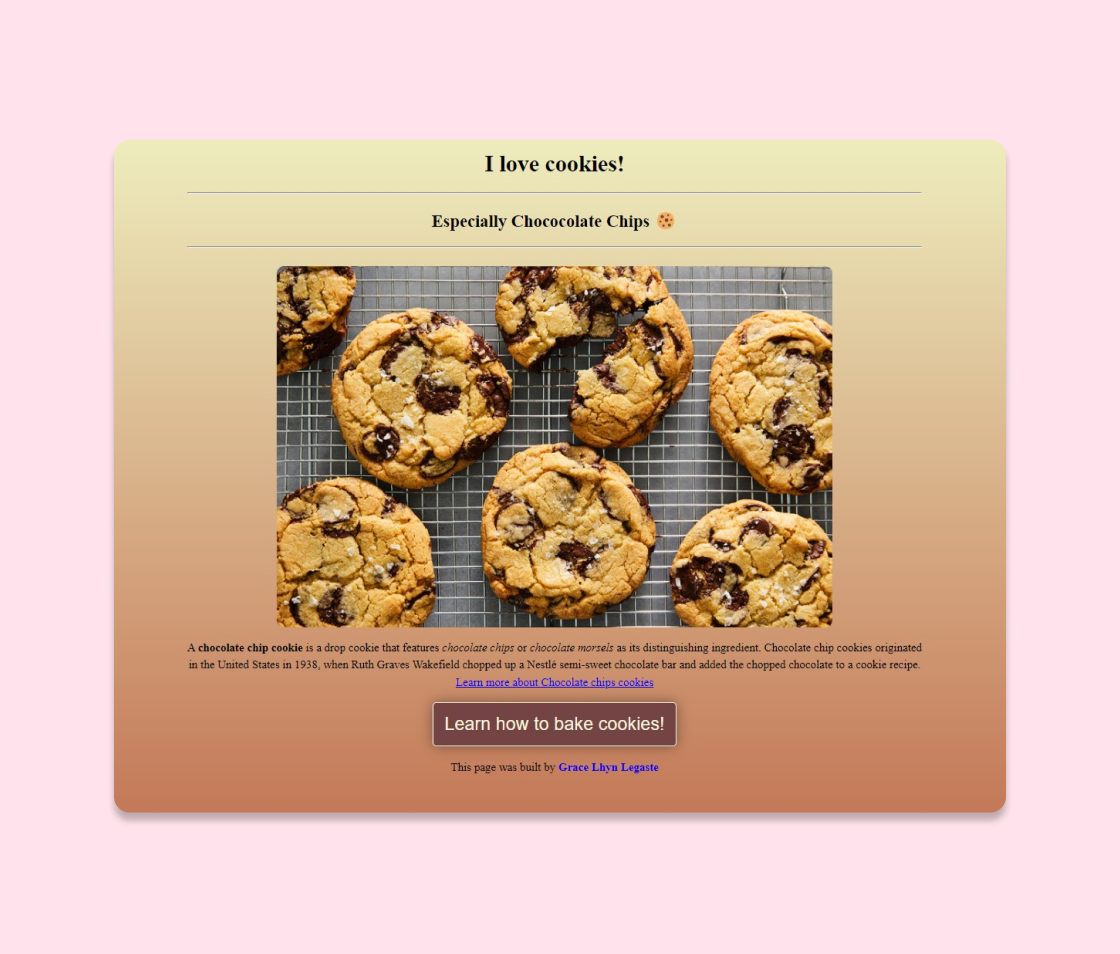 I love cookies!
Especially Chococolate Chips 🍪
A chocolate chip cookie is a drop cookie that features chocolate chips or chocolate morsels as its distinguishing ingredient. Chocolate chip cookies originated
in the United States in 1938, when Ruth Graves Wakefield chopped up a Nestlé semi-sweet chocolate bar and added the chopped chocolate to a cookie recipe.
Learn more about Chocolate chips cookies
Learn how to bake cookies!
This page was built by Grace Lhyn Legaste